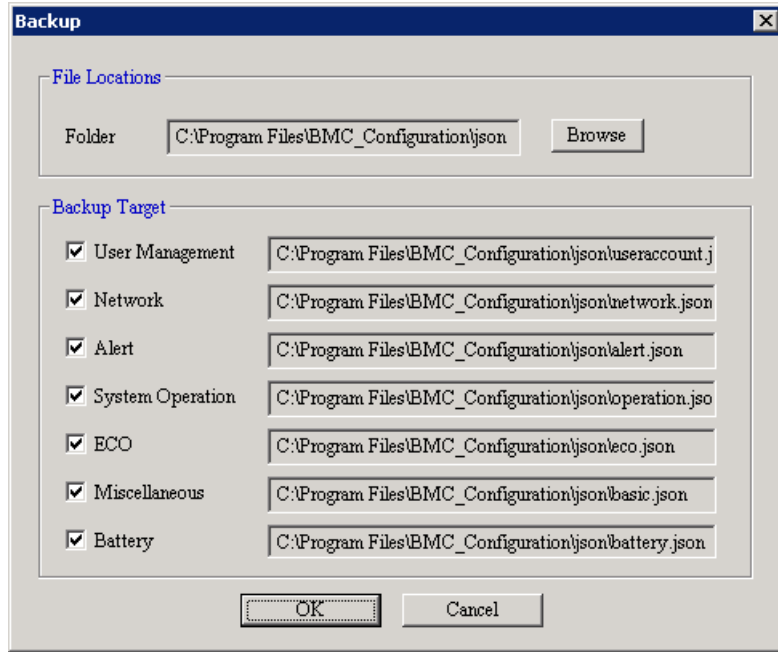 Backup
File Locations
Folder C:\Program Files\BMC_Configuration\json Browse
Backup Target
User Management C:\Program Files\BMC_Configuration\json\useraccount.j
Network C:\Program Files\BMC_Configuration\json\network.json
Alert C:\Program Files\BMC_Configuration\json\alert.json
System Operation C:\Program Files\BMC_Configuration\json\operation.jso
ECO C:\Program Files\BMC_Configuration\json\eco.json
Miscellaneous C:\Program Files\BMC_Configuration\json\basic.json
Battery C:\Program Files\BMC_Configuration\json\battery.json
OK Cancel